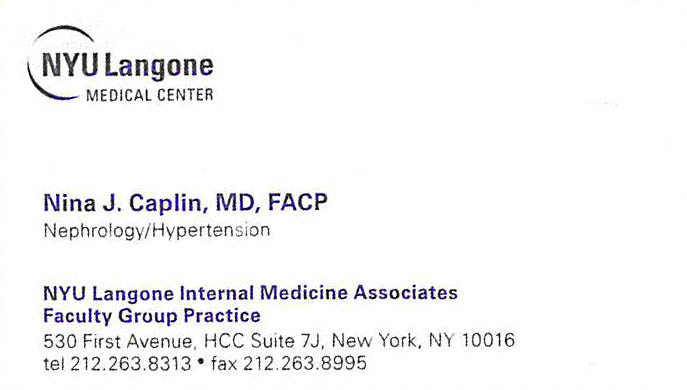 NYU Langone
MEDICAL CENTER
Nina J. Caplin, MD, FACP
Nephrology/Hypertension
NYU Langone Internal Medicine Associates
Faculty Group Practice
530 First Avenue, HCC Suite 7J, New York, NY 10016
tel 212.263.8313 • fax 212.263.8995